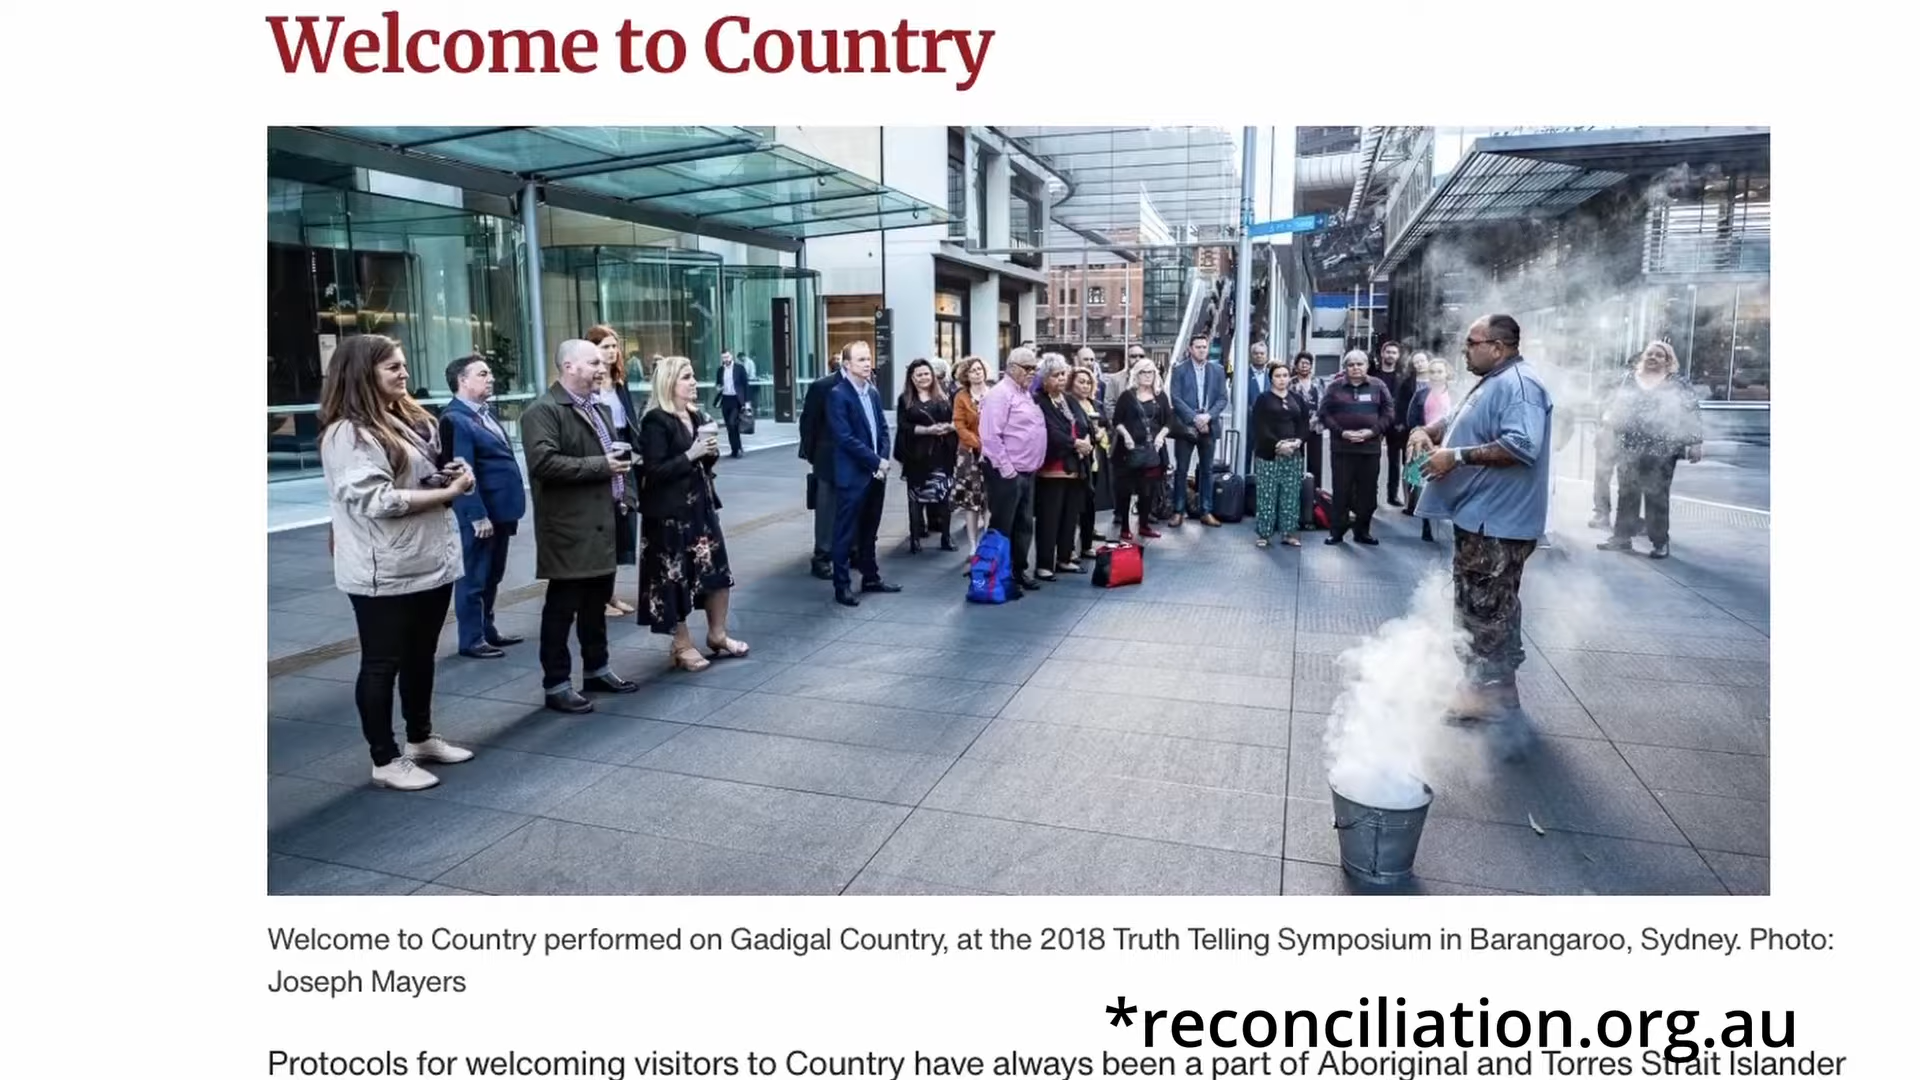 Welcome to Country
Welcome to Country performed on Gadigal Country, at the 2018 Truth Telling Symposium in Barangaroo, Sydney. Photo:
Joseph Mayers
*reconciliation.org.au
Protocols for welcoming visitors to Country have always been a part of Aboriginal and Torres Strait Islander